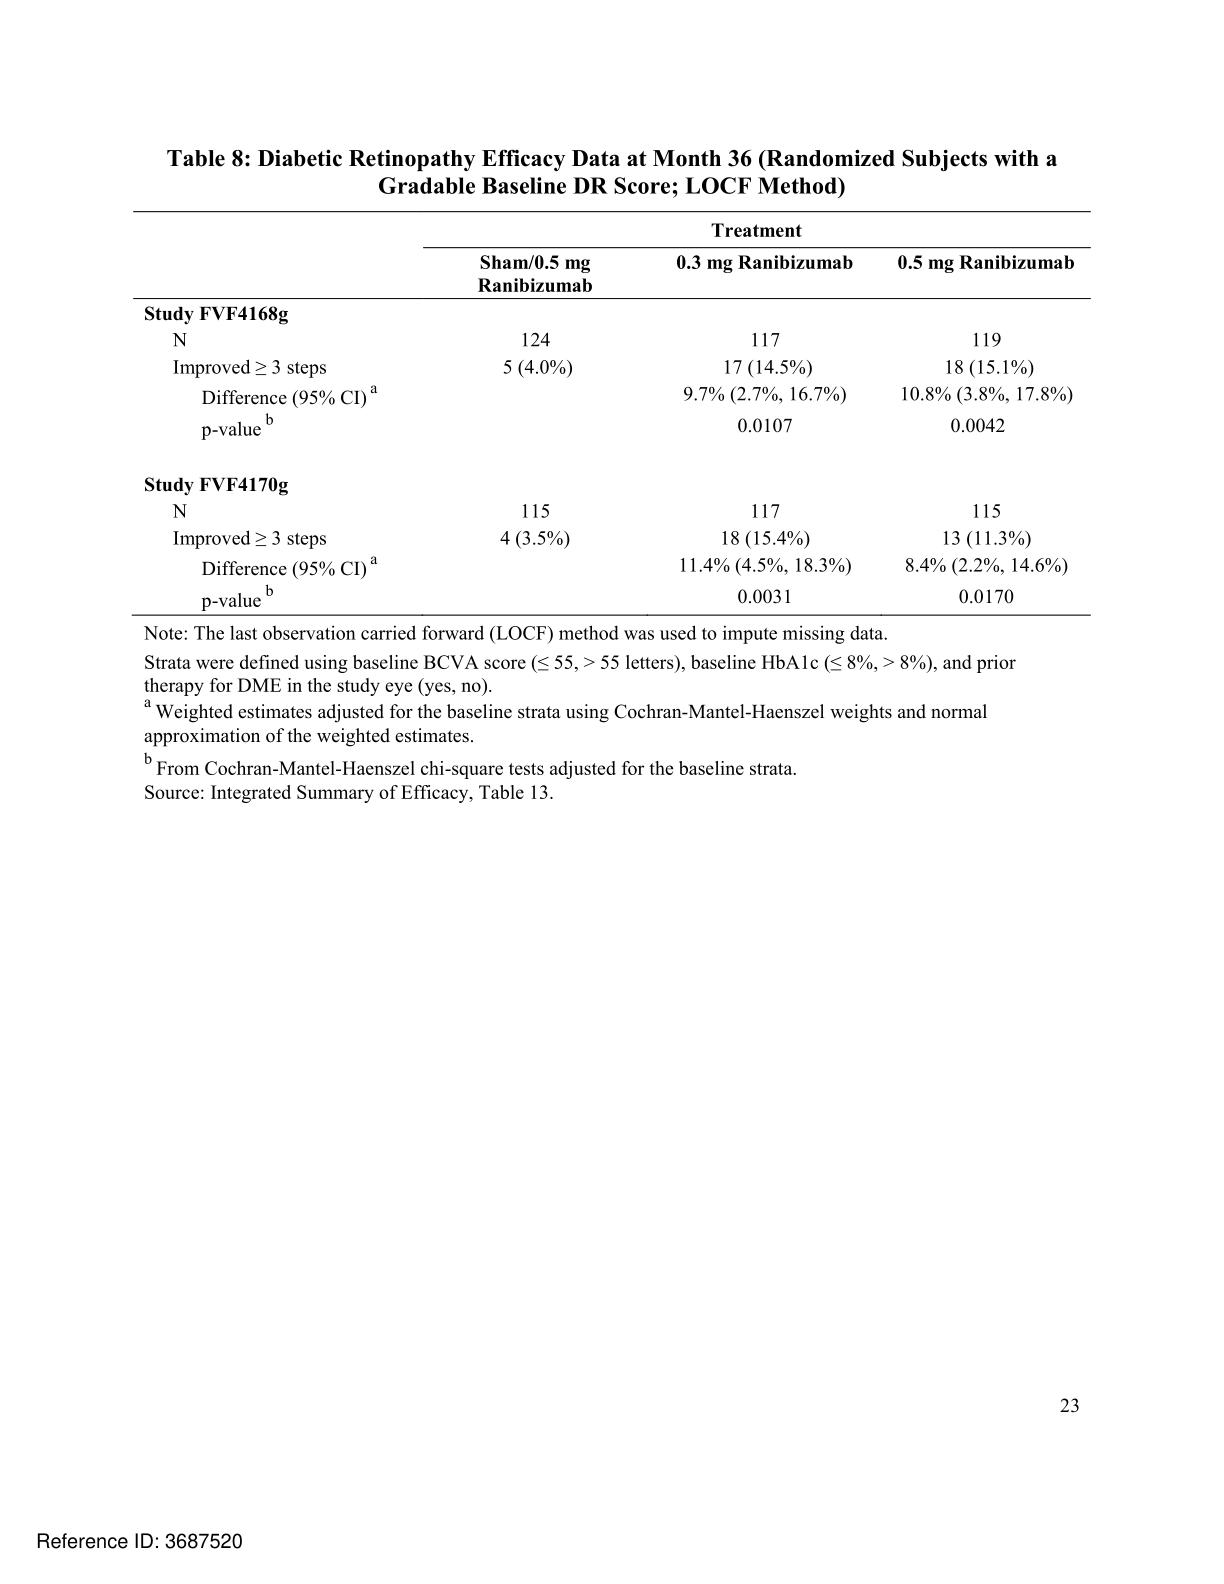 Table 8: Diabetic Retinopathy Efficacy Data at Month 36 (Randomized Subjects with a
Gradable Baseline DR Score; LOCF Method)
Treatment
Sham/0.5 mg Ranibizumab 0.3 mg Ranibizumab 0.5 mg Ranibizumab
Study FVF4168g
N 124 117 119
Improved ≥ 3 steps 5 (4.0%) 17 (14.5%) 18 (15.1%)
Difference (95% CI) a 9.7% (2.7%, 16.7%) 10.8% (3.8%, 17.8%)
p-value b 0.0107 0.0042
Study FVF4170g
N 115 117 115
Improved ≥ 3 steps 4 (3.5%) 18 (15.4%) 13 (11.3%)
Difference (95% CI) a 11.4% (4.5%, 18.3%) 8.4% (2.2%, 14.6%)
p-value b 0.0031 0.0170
Note: The last observation carried forward (LOCF) method was used to impute missing data.
Strata were defined using baseline BCVA score (≤ 55, > 55 letters), baseline HbA1c (≤ 8%, > 8%), and prior
therapy for DME in the study eye (yes, no).
a Weighted estimates adjusted for the baseline strata using Cochran-Mantel-Haenszel weights and normal
approximation of the weighted estimates.
b From Cochran-Mantel-Haenszel chi-square tests adjusted for the baseline strata.
Source: Integrated Summary of Efficacy, Table 13.
23
Reference ID: 3687520